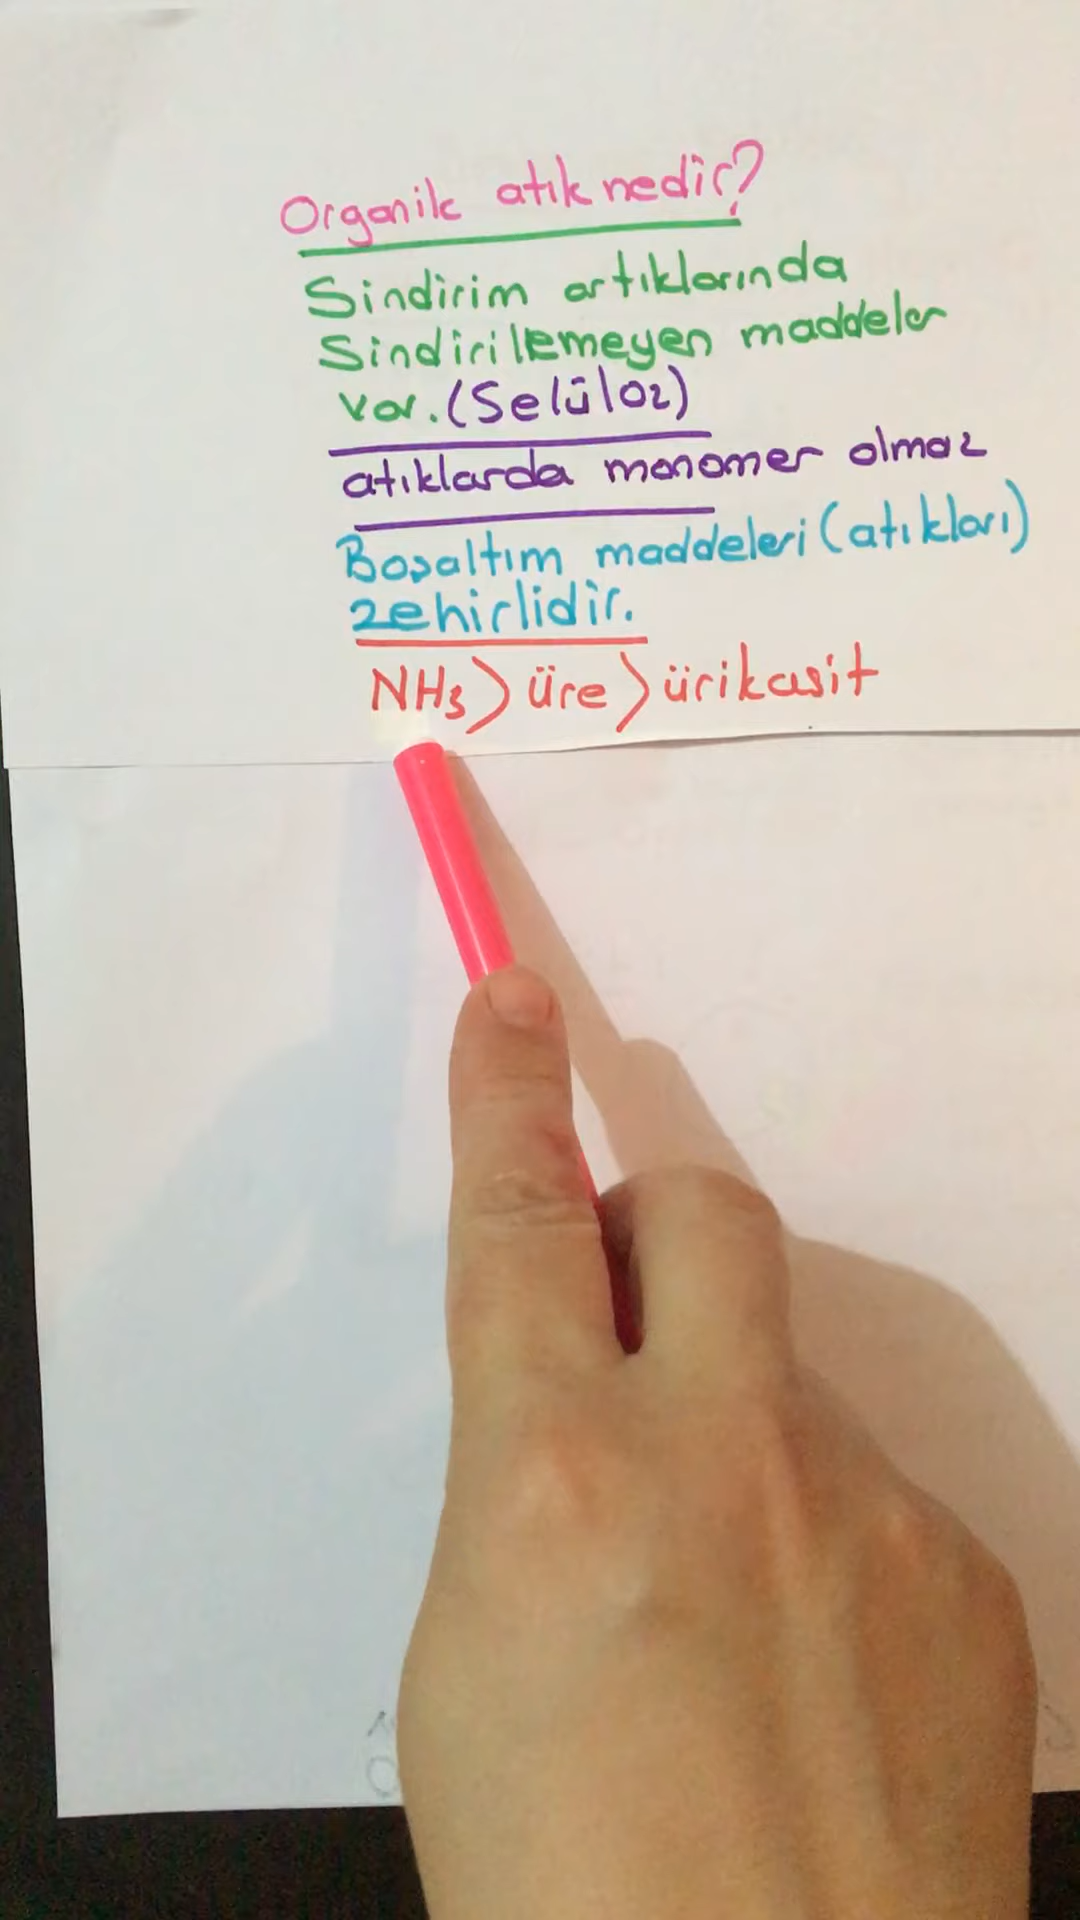 Organik atık nedir?
Sindirim artıklarında
Sindirilemeyen maddeler
var. (Selüloz)
atıklarda monomer olmaz
Boşaltım maddeleri (atıkları)
zehirlidir.
NH3 > üre > ürikasit